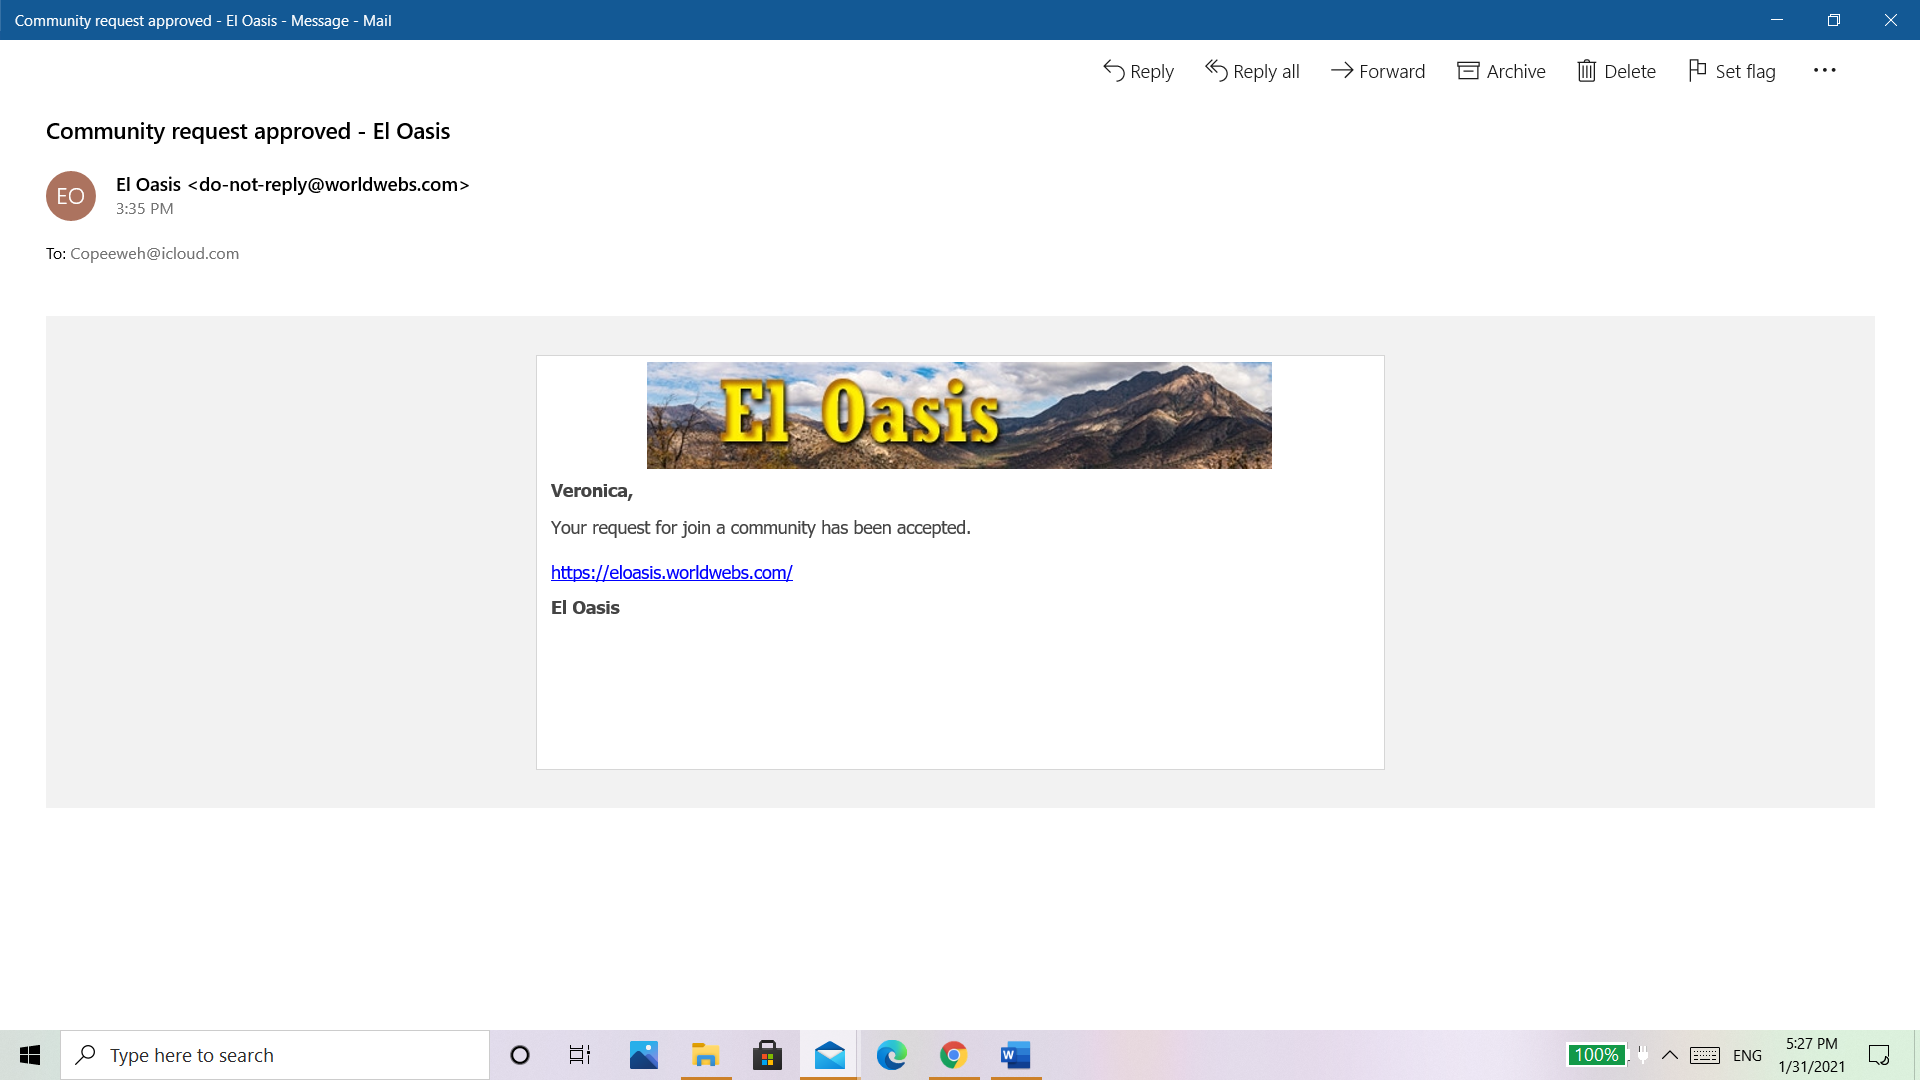 Community request approved - El Oasis - Message - Mail
Reply
Reply all
Forward
Archive
Delete
Set flag
Community request approved - El Oasis
EO
El Oasis <do-not-reply@worldwebs.com>
3:35 PM
To: Copeeweh@icloud.com
El Oasis
Veronica,
Your request for join a community has been accepted.
https://eloasis.worldwebs.com/
El Oasis
Type here to search
W
100%
ENG
5:27 PM
1/31/2021